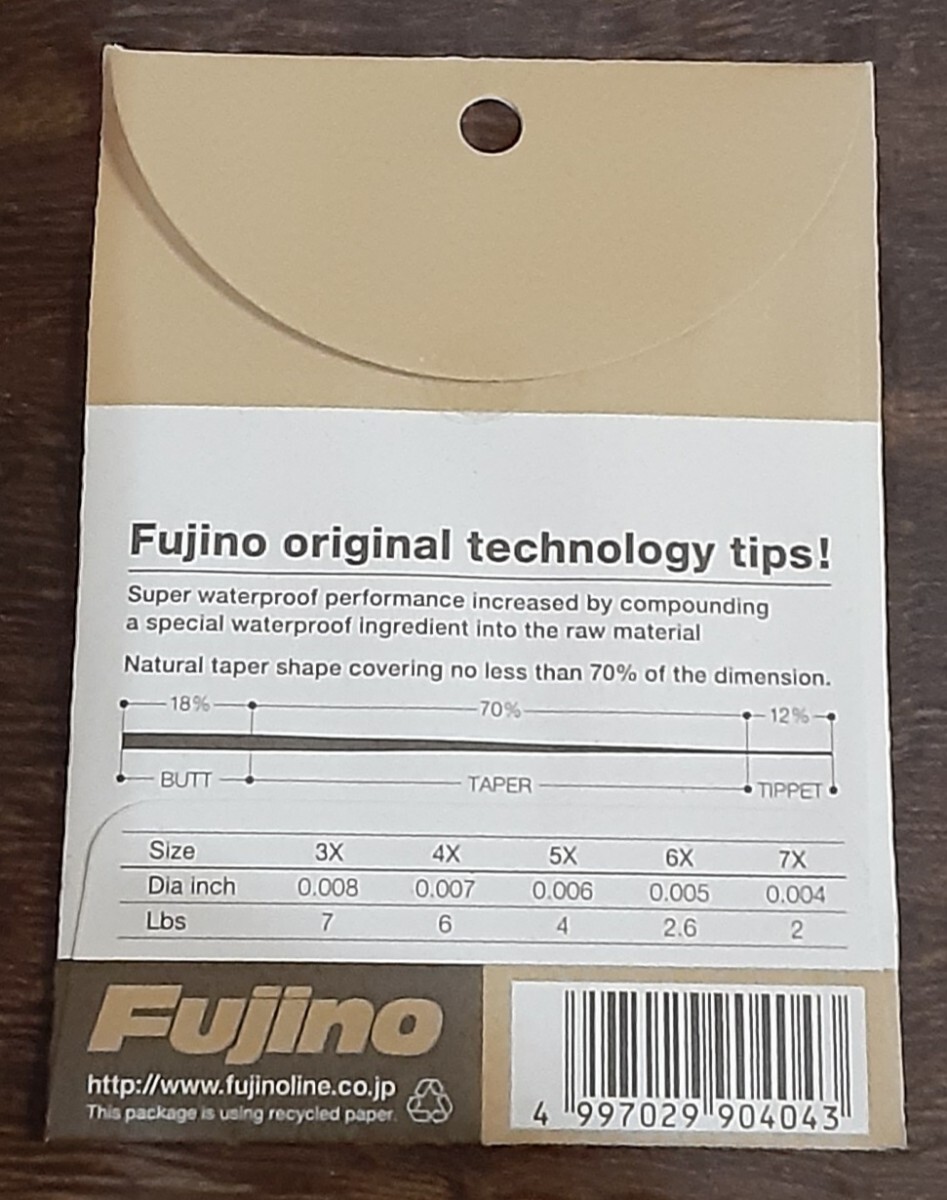 Fujino original technology tips!
Super waterproof performance increased by compounding
a special waterproof ingredient into the raw material
Natural taper shape covering no less than 70% of the dimension.
18% 70% 12%
BUTT TAPER TIPPET
Size 3X 4X 5X 6X 7X
Dia inch 0.008 0.007 0.006 0.005 0.004
Lbs 7 6 4 2.6 2
Fujino
http://www.fujinoline.co.jp
This package is using recycled paper.
4 997029 904043